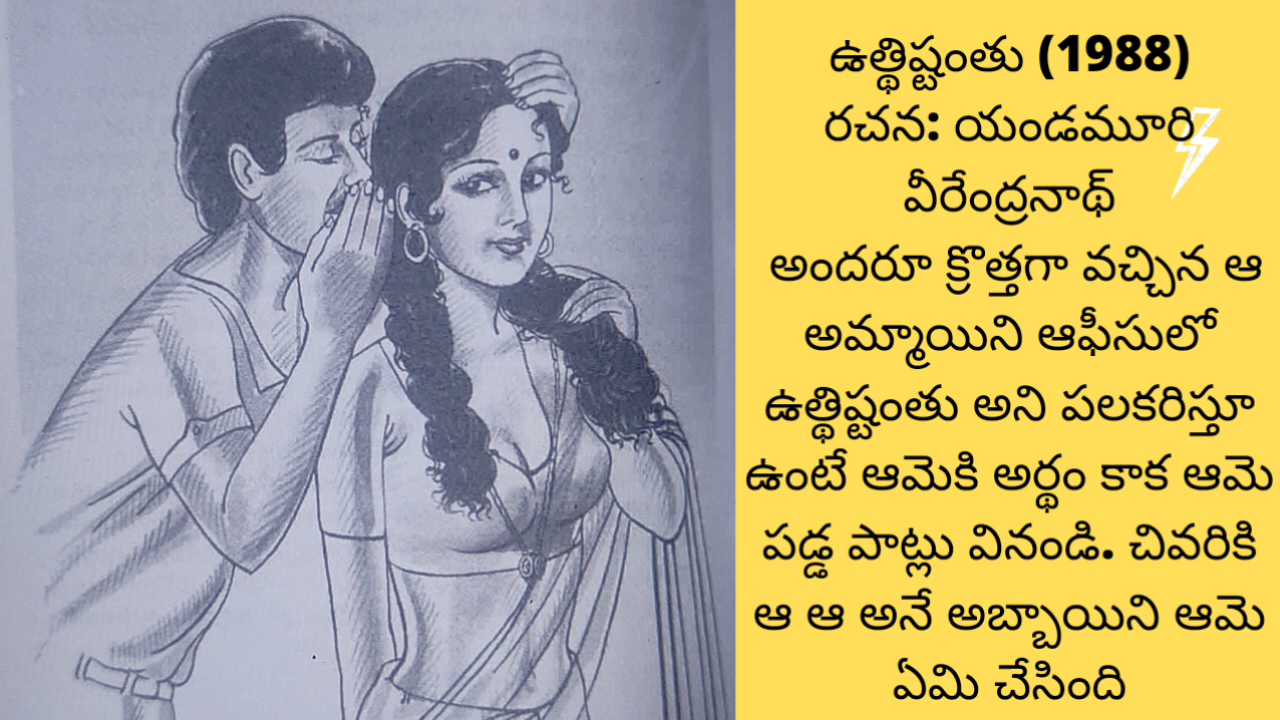 ఉత్థిష్టంతు (1988)
రచన: యండమూరి
వీరేంద్రనాథ్
అందరూ క్రొత్తగా వచ్చిన ఆ
అమ్మాయిని ఆఫీసులో
ఉత్థిష్టంతు అని పలకరిస్తూ
ఉంటే ఆమెకి అర్థం కాక ఆమె
పడ్డ పాట్లు వినండి. చివరికి
ఆ ఆ అనే అబ్బాయిని ఆమె
ఏమి చేసింది